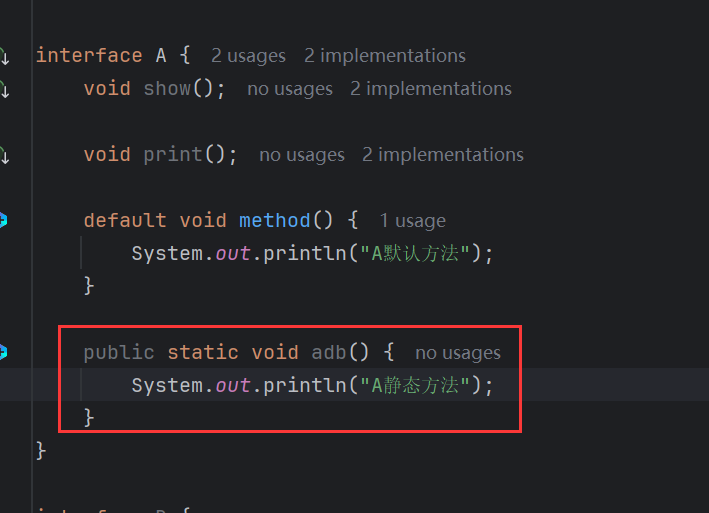 interface A {  2 usages  2 implementations
    void show();  no usages  2 implementations
    void print();  no usages  2 implementations
    default void method() {  1 usage
        System.out.println("A默认方法");
    }
    public static void adb() {  no usages
        System.out.println("A静态方法");
    }
}